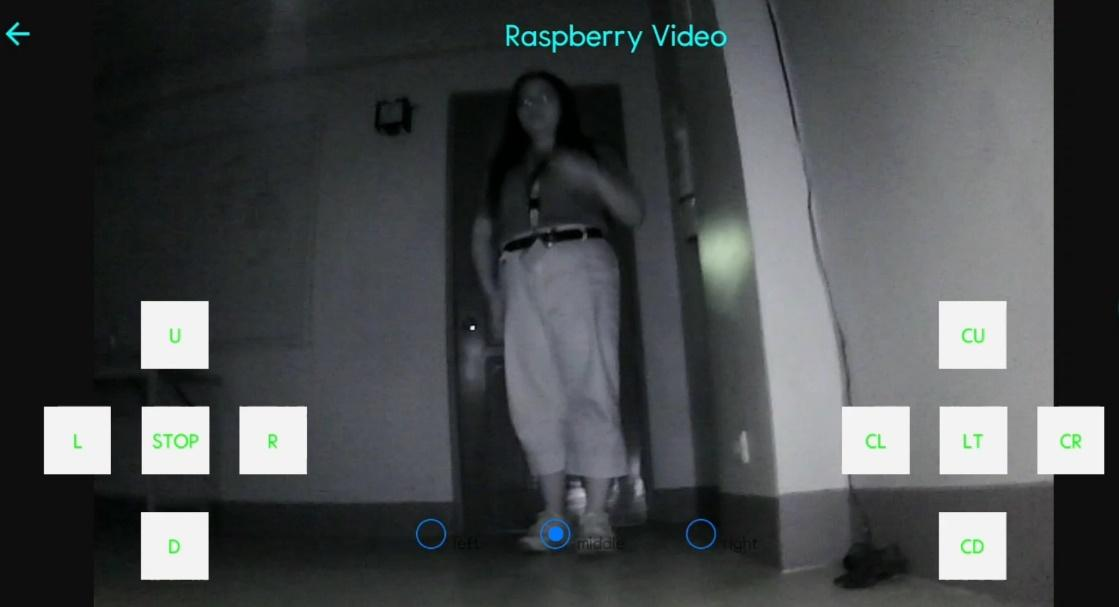 Raspberry Video
U
CU
L STOP R
CL LT CR
left middle right
D
CD